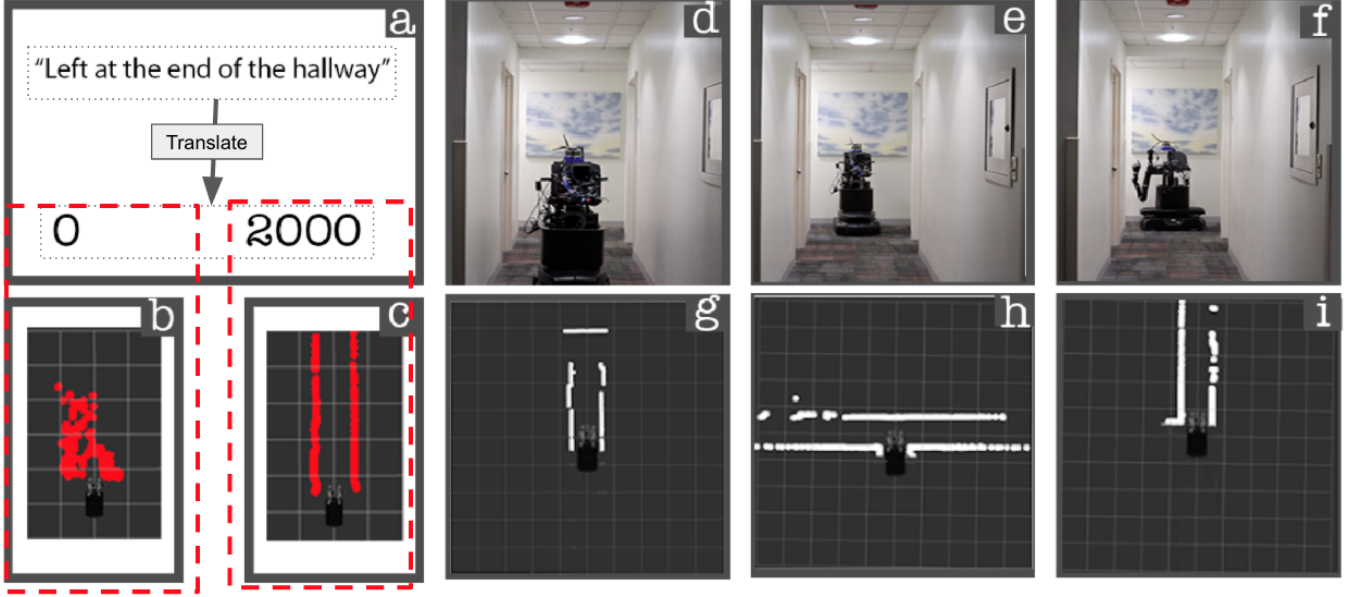 a
“Left at the end of the hallway”
Translate
0 2000
b
c
d
e
f
g
h
i